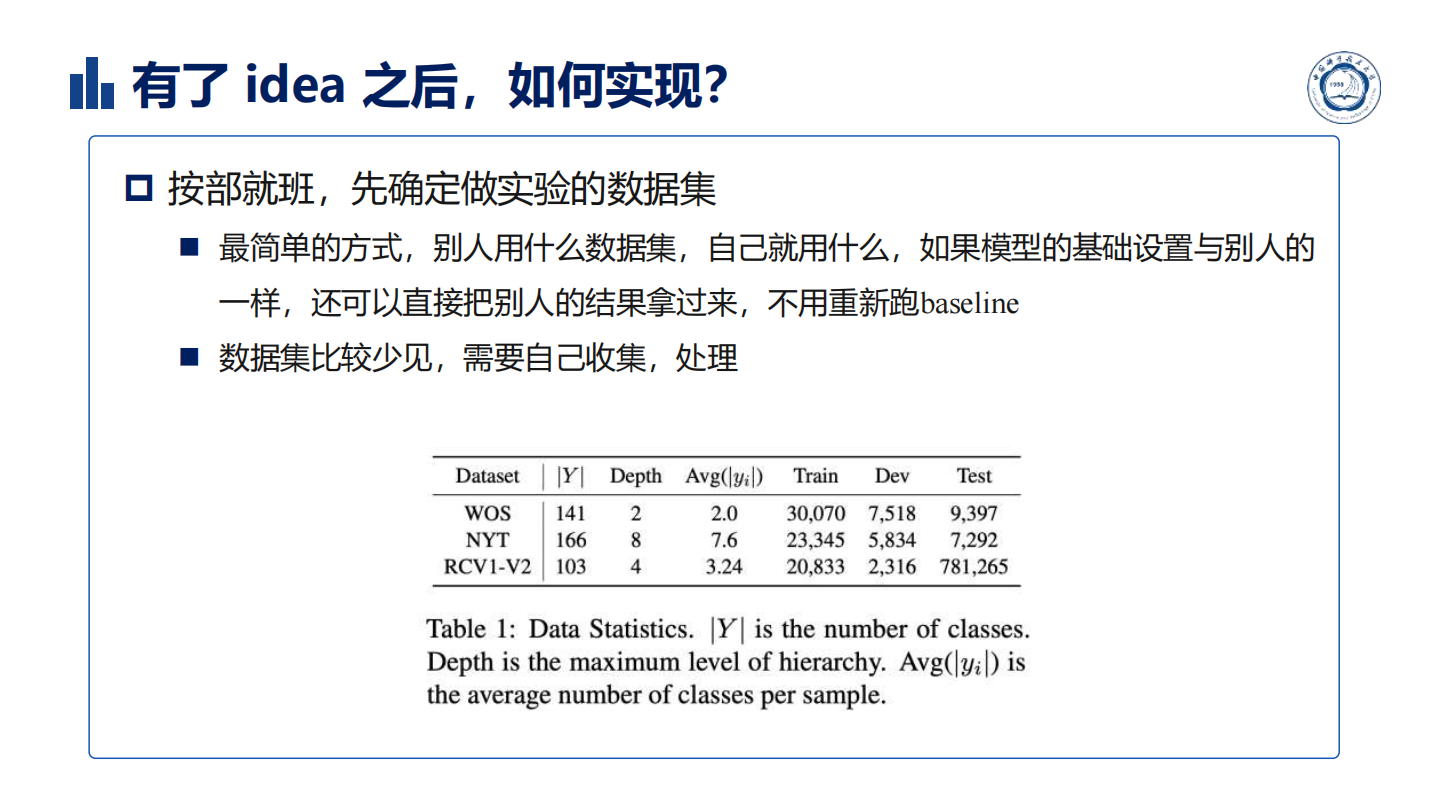 有了 idea 之后，如何实现？
1958
按部就班，先确定做实验的数据集
最简单的方式，别人用什么数据集，自己就用什么，如果模型的基础设置与别人的
一样，还可以直接把别人的结果拿过来，不用重新跑baseline
数据集比较少见，需要自己收集，处理
Dataset |Y| Depth Avg(|yᵢ|) Train Dev Test
WOS 141 2 2.0 30,070 7,518 9,397
NYT 166 8 7.6 23,345 5,834 7,292
RCV1-V2 103 4 3.24 20,833 2,316 781,265
Table 1: Data Statistics. |Y| is the number of classes.
Depth is the maximum level of hierarchy. Avg(|yᵢ|) is
the average number of classes per sample.